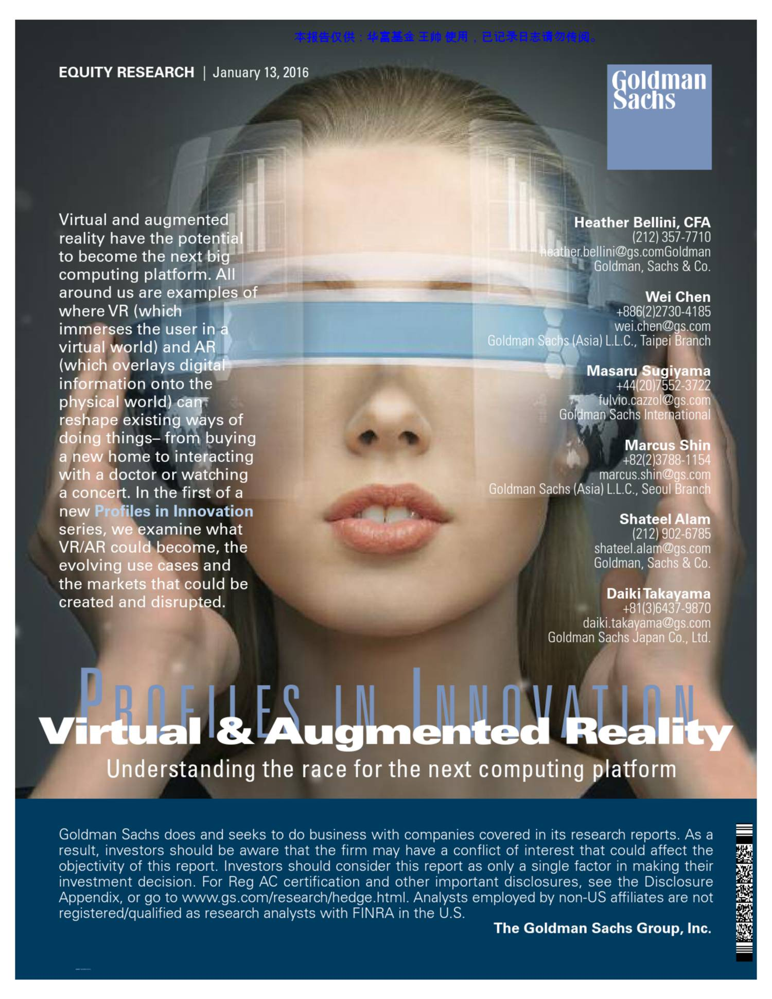 本报告仅供：华富基金 王帅 使用，已记录日志请勿传阅。
EQUITY RESEARCH | January 13, 2016
Goldman
Sachs
Virtual and augmented
reality have the potential
to become the next big
computing platform. All
around us are examples of
where VR (which
immerses the user in a
virtual world) and AR
(which overlays digital
information onto the
physical world) can
reshape existing ways of
doing things– from buying
a new home to interacting
with a doctor or watching
a concert. In the first of a
new Profiles in Innovation
series, we examine what
VR/AR could become, the
evolving use cases and
the markets that could be
created and disrupted.
Heather Bellini, CFA
(212) 357-7710
heather.bellini@gs.comGoldman
Goldman, Sachs & Co.
Wei Chen
+886(2)2730-4185
wei.chen@gs.com
Goldman Sachs (Asia) L.L.C., Taipei Branch
Masaru Sugiyama
+44(20)7552-3722
fulvio.cazzol@gs.com
Goldman Sachs International
Marcus Shin
+82(2)3788-1154
marcus.shin@gs.com
Goldman Sachs (Asia) L.L.C., Seoul Branch
Shateel Alam
(212) 902-6785
shateel.alam@gs.com
Goldman, Sachs & Co.
Daiki Takayama
+81(3)6437-9870
daiki.takayama@gs.com
Goldman Sachs Japan Co., Ltd.
PROFILES IN INNOVATION
Virtual & Augmented Reality
Understanding the race for the next computing platform
Goldman Sachs does and seeks to do business with companies covered in its research reports. As a
result, investors should be aware that the firm may have a conflict of interest that could affect the
objectivity of this report. Investors should consider this report as only a single factor in making their
investment decision. For Reg AC certification and other important disclosures, see the Disclosure
Appendix, or go to www.gs.com/research/hedge.html. Analysts employed by non-US affiliates are not
registered/qualified as research analysts with FINRA in the U.S.
The Goldman Sachs Group, Inc.